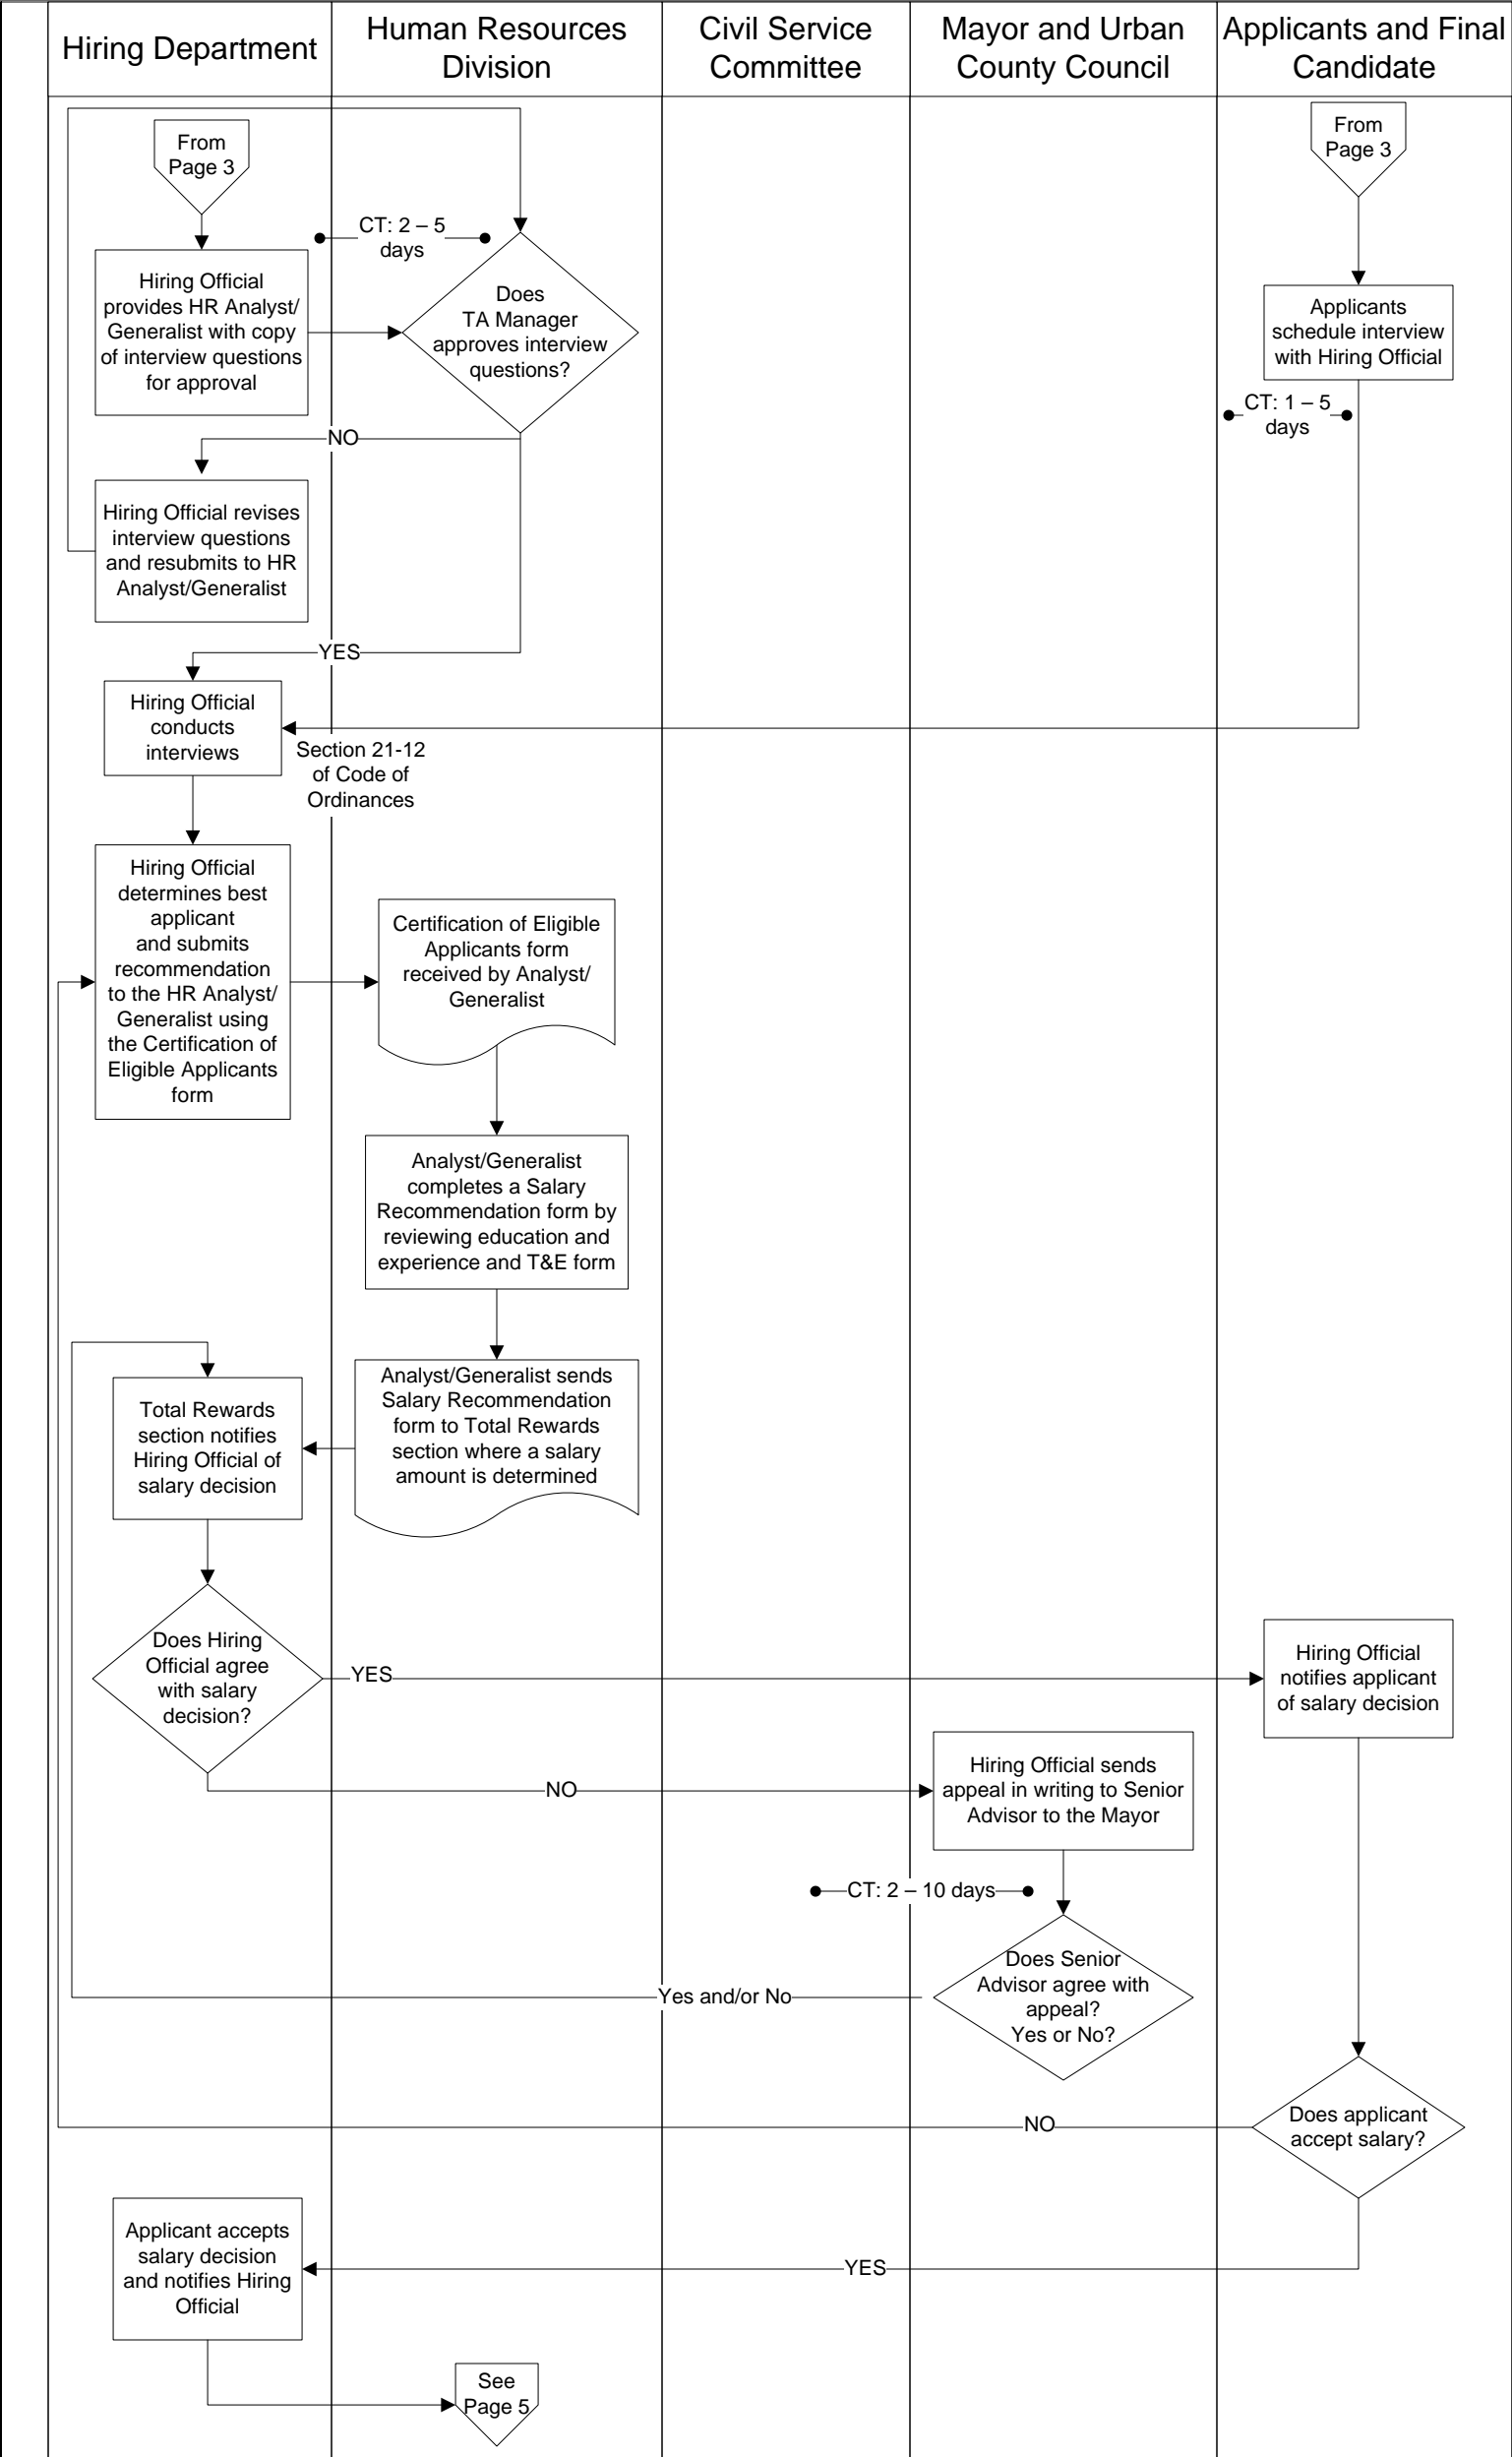 Hiring Department
Human Resources
Division
Civil Service
Committee
Mayor and Urban
County Council
Applicants and Final
Candidate
From
Page 3
From
Page 3
CT: 2 – 5
days
Hiring Official
provides HR Analyst/
Generalist with copy
of interview questions
for approval
Does
TA Manager
approves interview
questions?
Applicants
schedule interview
with Hiring Official
CT: 1 – 5
days
NO
Hiring Official revises
interview questions
and resubmits to HR
Analyst/Generalist
YES
Hiring Official
conducts
interviews
Section 21-12
of Code of
Ordinances
Hiring Official
determines best
applicant
and submits
recommendation
to the HR Analyst/
Generalist using
the Certification of
Eligible Applicants
form
Certification of Eligible
Applicants form
received by Analyst/
Generalist
Analyst/Generalist
completes a Salary
Recommendation form by
reviewing education and
experience and T&E form
Analyst/Generalist sends
Salary Recommendation
form to Total Rewards
section where a salary
amount is determined
Total Rewards
section notifies
Hiring Official of
salary decision
Does Hiring
Official agree
with salary
decision?
YES
Hiring Official
notifies applicant
of salary decision
NO
Hiring Official sends
appeal in writing to Senior
Advisor to the Mayor
CT: 2 – 10 days
Does Senior
Advisor agree with
appeal?
Yes or No?
Yes and/or No
Does applicant
accept salary?
NO
Applicant accepts
salary decision
and notifies Hiring
Official
YES
See
Page 5